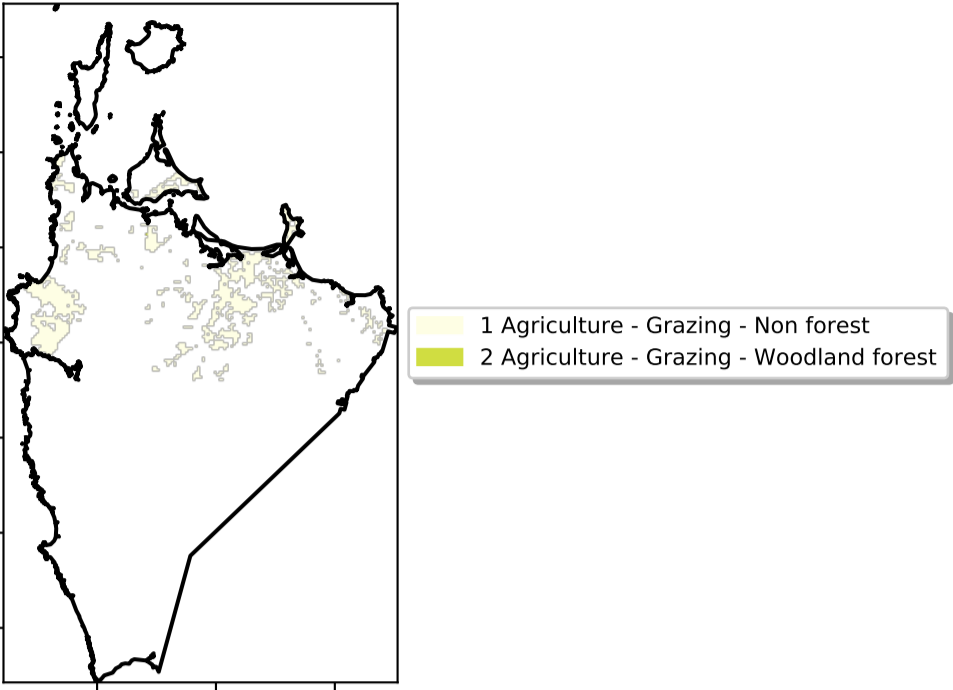 1 Agriculture - Grazing - Non forest
2 Agriculture - Grazing - Woodland forest